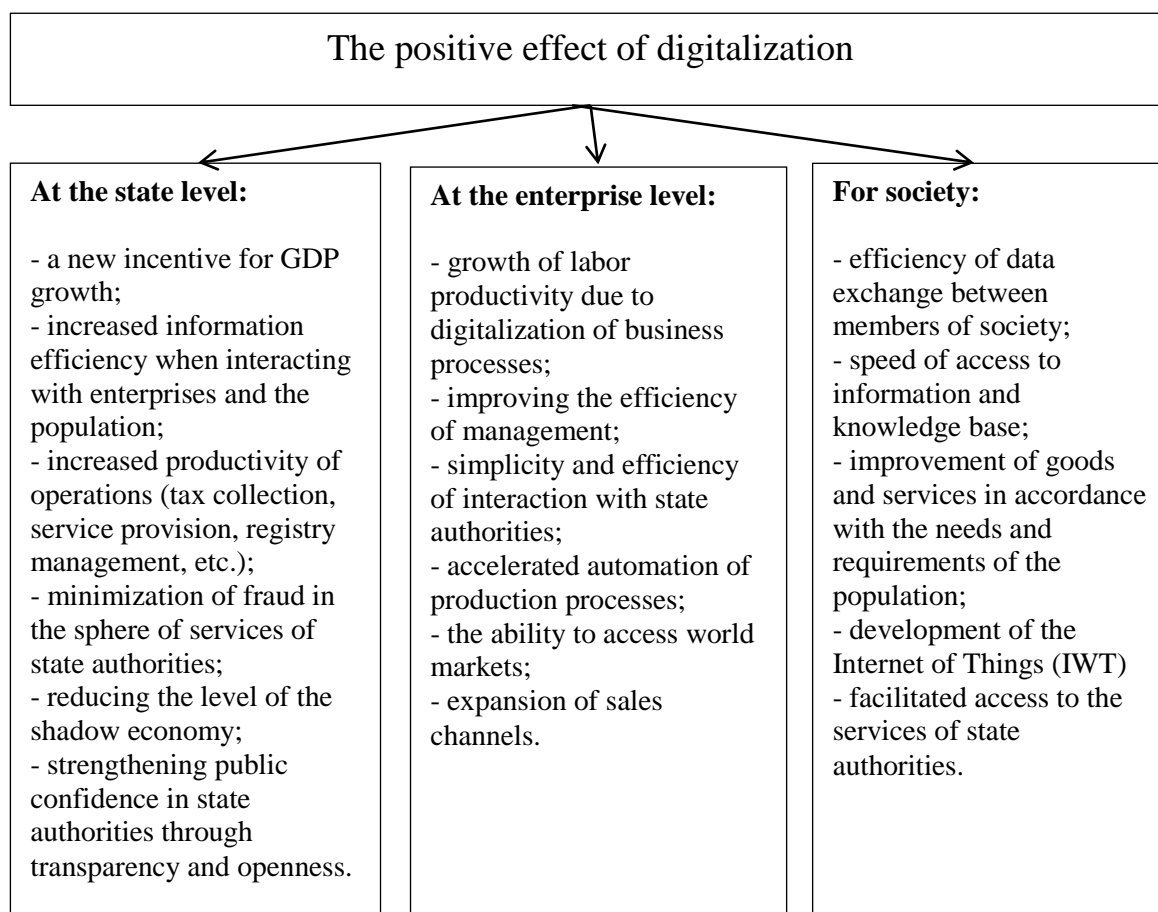 The positive effect of digitalization
At the state level:
- a new incentive for GDP
growth;
- increased information
efficiency when interacting
with enterprises and the
population;
- increased productivity of
operations (tax collection,
service provision, registry
management, etc.);
- minimization of fraud in
the sphere of services of
state authorities;
- reducing the level of the
shadow economy;
- strengthening public
confidence in state
authorities through
transparency and openness.
At the enterprise level:
- growth of labor
productivity due to
digitalization of business
processes;
- improving the efficiency
of management;
- simplicity and efficiency
of interaction with state
authorities;
- accelerated automation of
production processes;
- the ability to access world
markets;
- expansion of sales
channels.
For society:
- efficiency of data
exchange between
members of society;
- speed of access to
information and
knowledge base;
- improvement of goods
and services in accordance
with the needs and
requirements of the
population;
- development of the
Internet of Things (IWT)
- facilitated access to the
services of state
authorities.